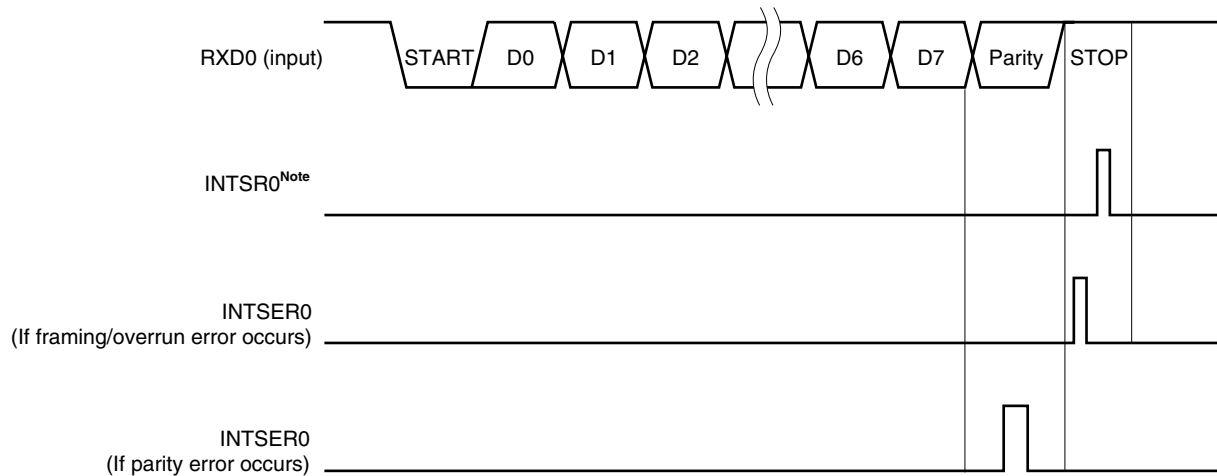 RXD0 (input)
START D0 D1 D2 D6 D7 Parity STOP
INTSR0Note
INTSER0
(If framing/overrun error occurs)
INTSER0
(If parity error occurs)